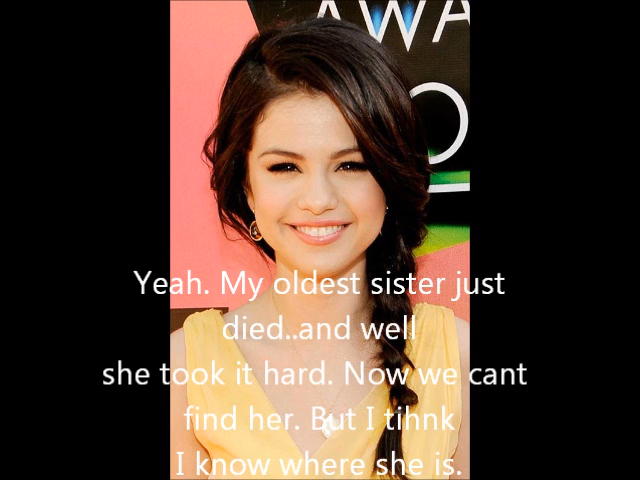 AWA
O
Yeah. My oldest sister just
died..and well
she took it hard. Now we cant
find her. But I tihnk
I know where she is.